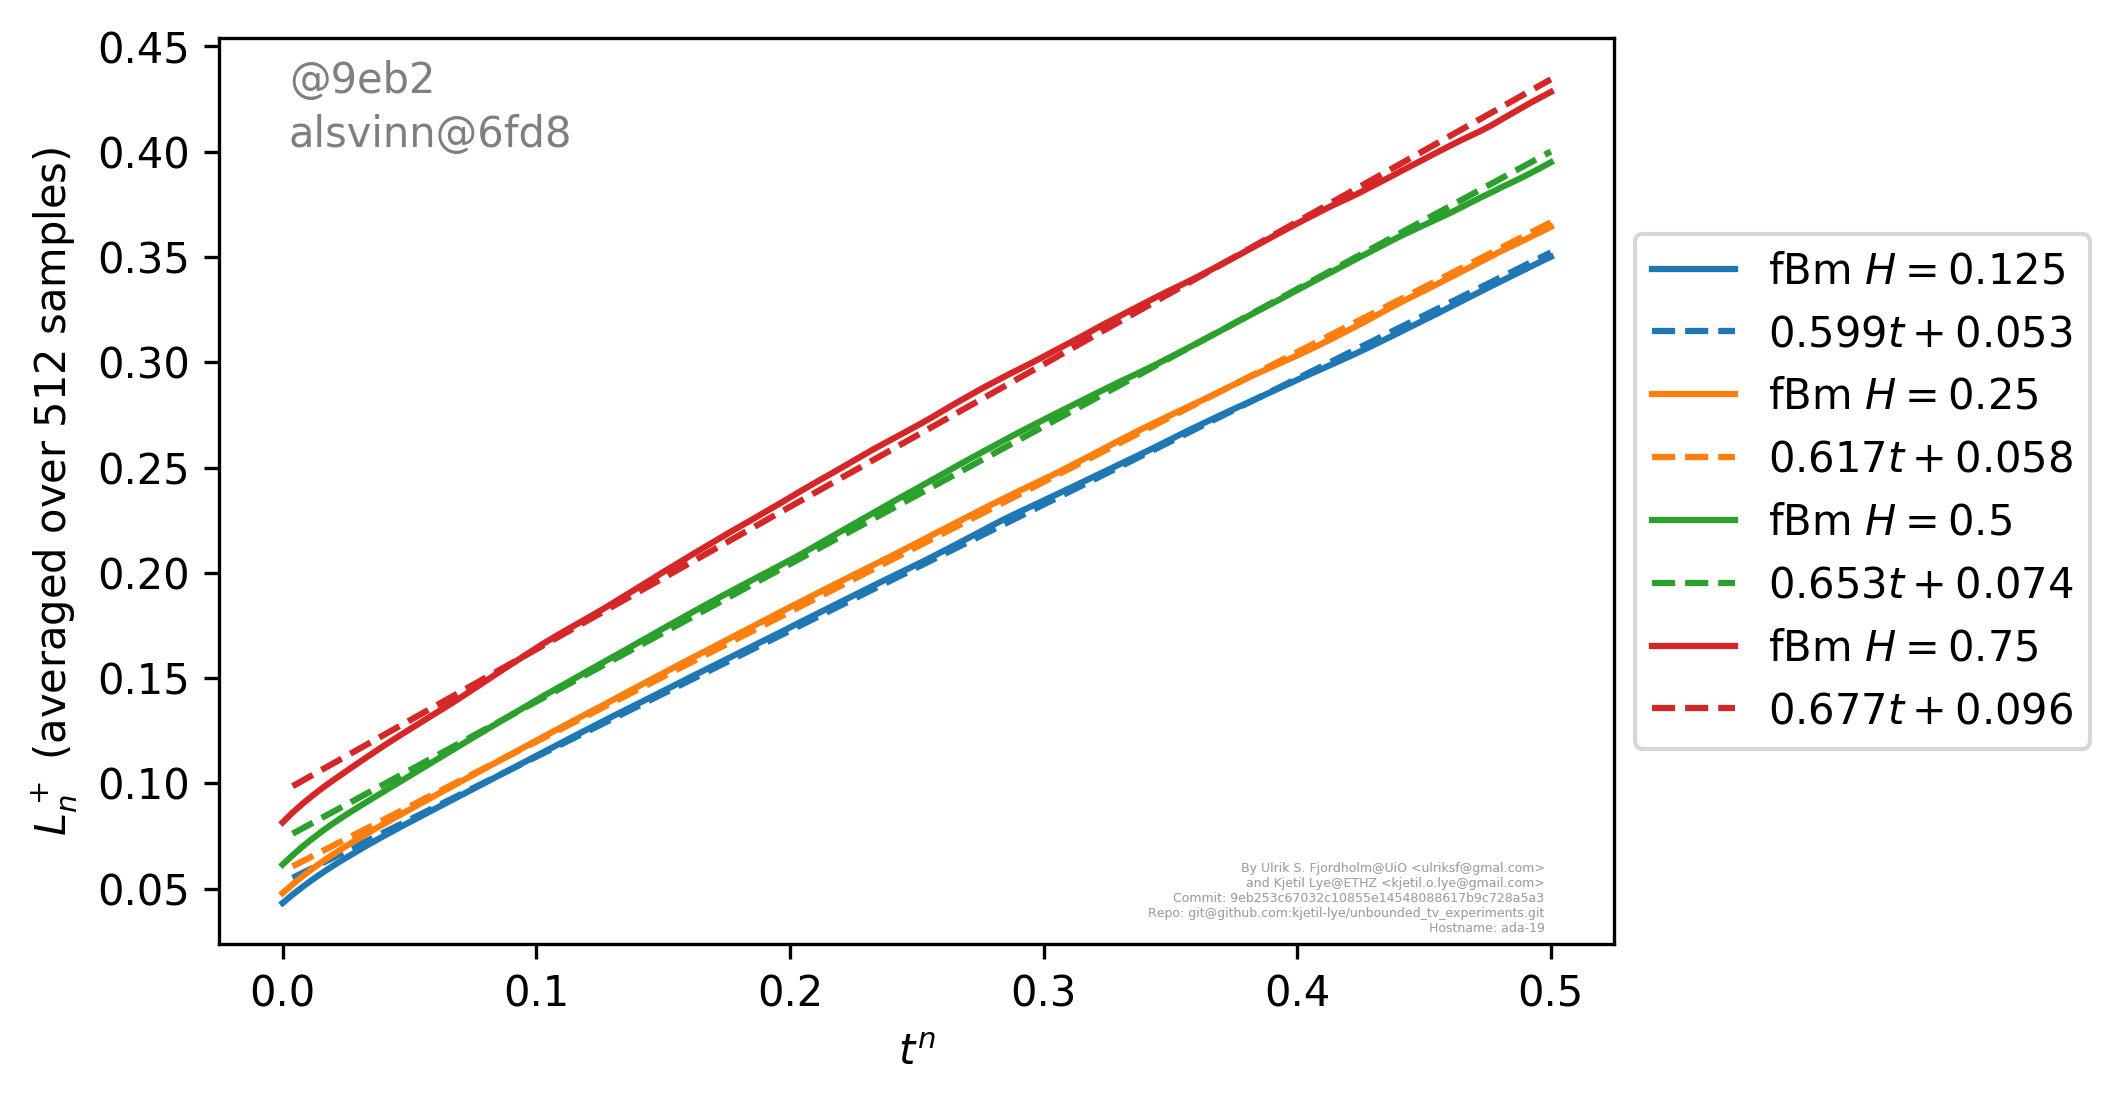 @9eb2
alsvinn@6fd8
0.45
0.40
0.35
0.30
0.25
0.20
0.15
0.10
0.05
L_n^+ (averaged over 512 samples)
0.0 0.1 0.2 0.3 0.4 0.5
t^n
fBm H = 0.125
0.599t + 0.053
fBm H = 0.25
0.617t + 0.058
fBm H = 0.5
0.653t + 0.074
fBm H = 0.75
0.677t + 0.096
By Ulrik S. Fjordholm@UiO <ulriksf@gmal.com>
and Kjetil Lye@ETHZ <kjetil.o.lye@gmail.com>
Commit: 9eb253c67032c10855e14548088617b9c728a5a3
Repo: git@github.com:kjetil-lye/unbounded_tv_experiments.git
Hostname: ada-19